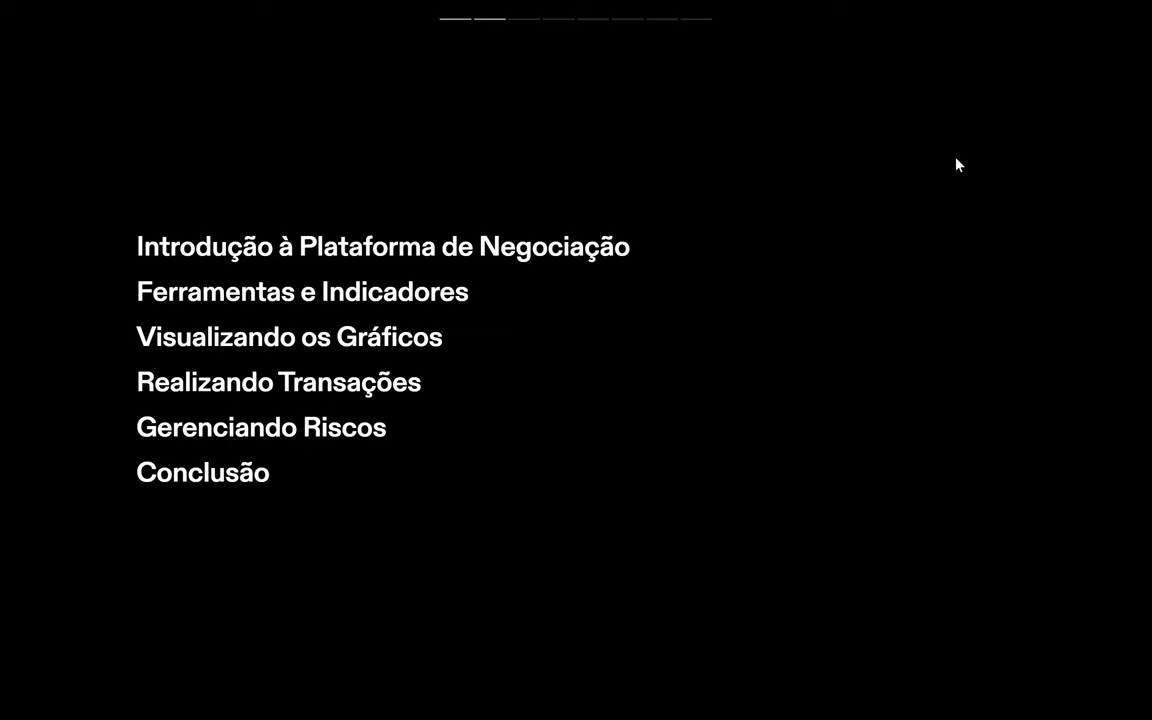 Introdução à Plataforma de Negociação
Ferramentas e Indicadores
Visualizando os Gráficos
Realizando Transações
Gerenciando Riscos
Conclusão